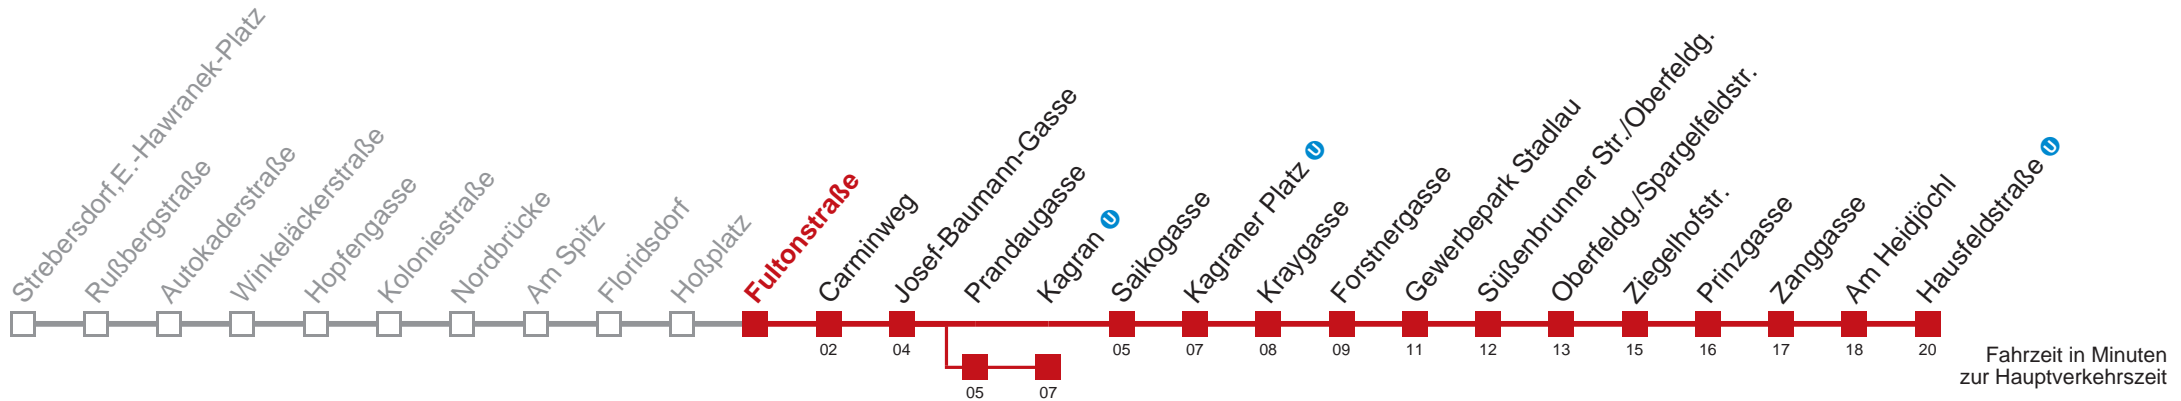 Strebersdorf,E.-Hawranek-Platz
Rußbergstraße
Autokaderstraße
Winkeläckerstraße
Hopfengasse
Koloniestraße
Nordbrücke
Am Spitz
Floridsdorf
Hoßplatz
Fultonstraße
Carminweg
Josef-Baumann-Gasse
Prandaugasse
Kagran U
Saikogasse
Kagraner Platz U
Kraygasse
Forstnergasse
Gewerbepark Stadlau
Süßenbrunner Str./Oberfeldg.
Oberfeldg./Spargelfeldstr.
Ziegelhofstr.
Prinzgasse
Zanggasse
Am Heidjöchl
Hausfeldstraße U
02 04 05 07 08 09 11 12 13 15 16 17 18 20
05 07
Fahrzeit in Minuten
zur Hauptverkehrszeit